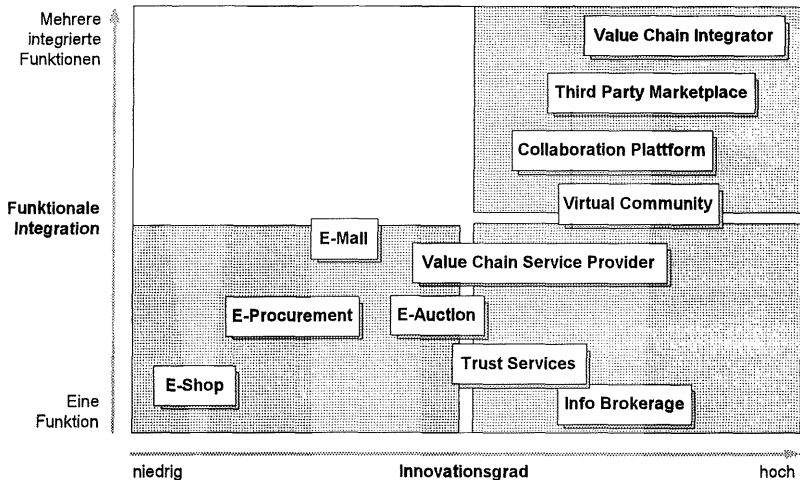 Mehrere
integrierte
Funktionen
Value Chain Integrator
Third Party Marketplace
Collaboration Plattform
Funktionale
Integration
Virtual Community
E-Mall
Value Chain Service Provider
E-Procurement
E-Auction
Trust Services
E-Shop
Info Brokerage
Eine
Funktion
niedrig
Innovationsgrad
hoch